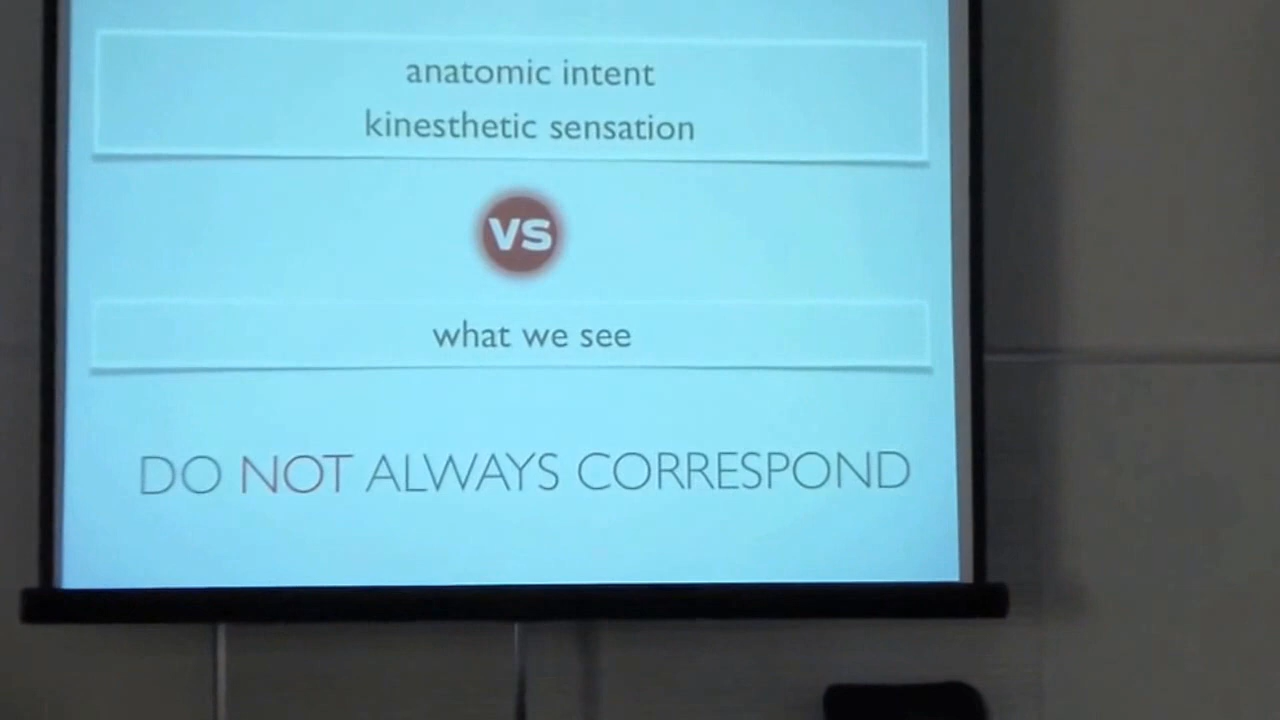 anatomic intent
kinesthetic sensation
VS
what we see
DO NOT ALWAYS CORRESPOND